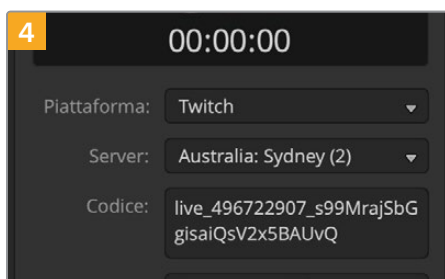 4
00:00:00
Piattaforma: Twitch
Server: Australia: Sydney (2)
Codice: live_496722907_s99MrajSbG
gisaiQsV2x5BAUvQ